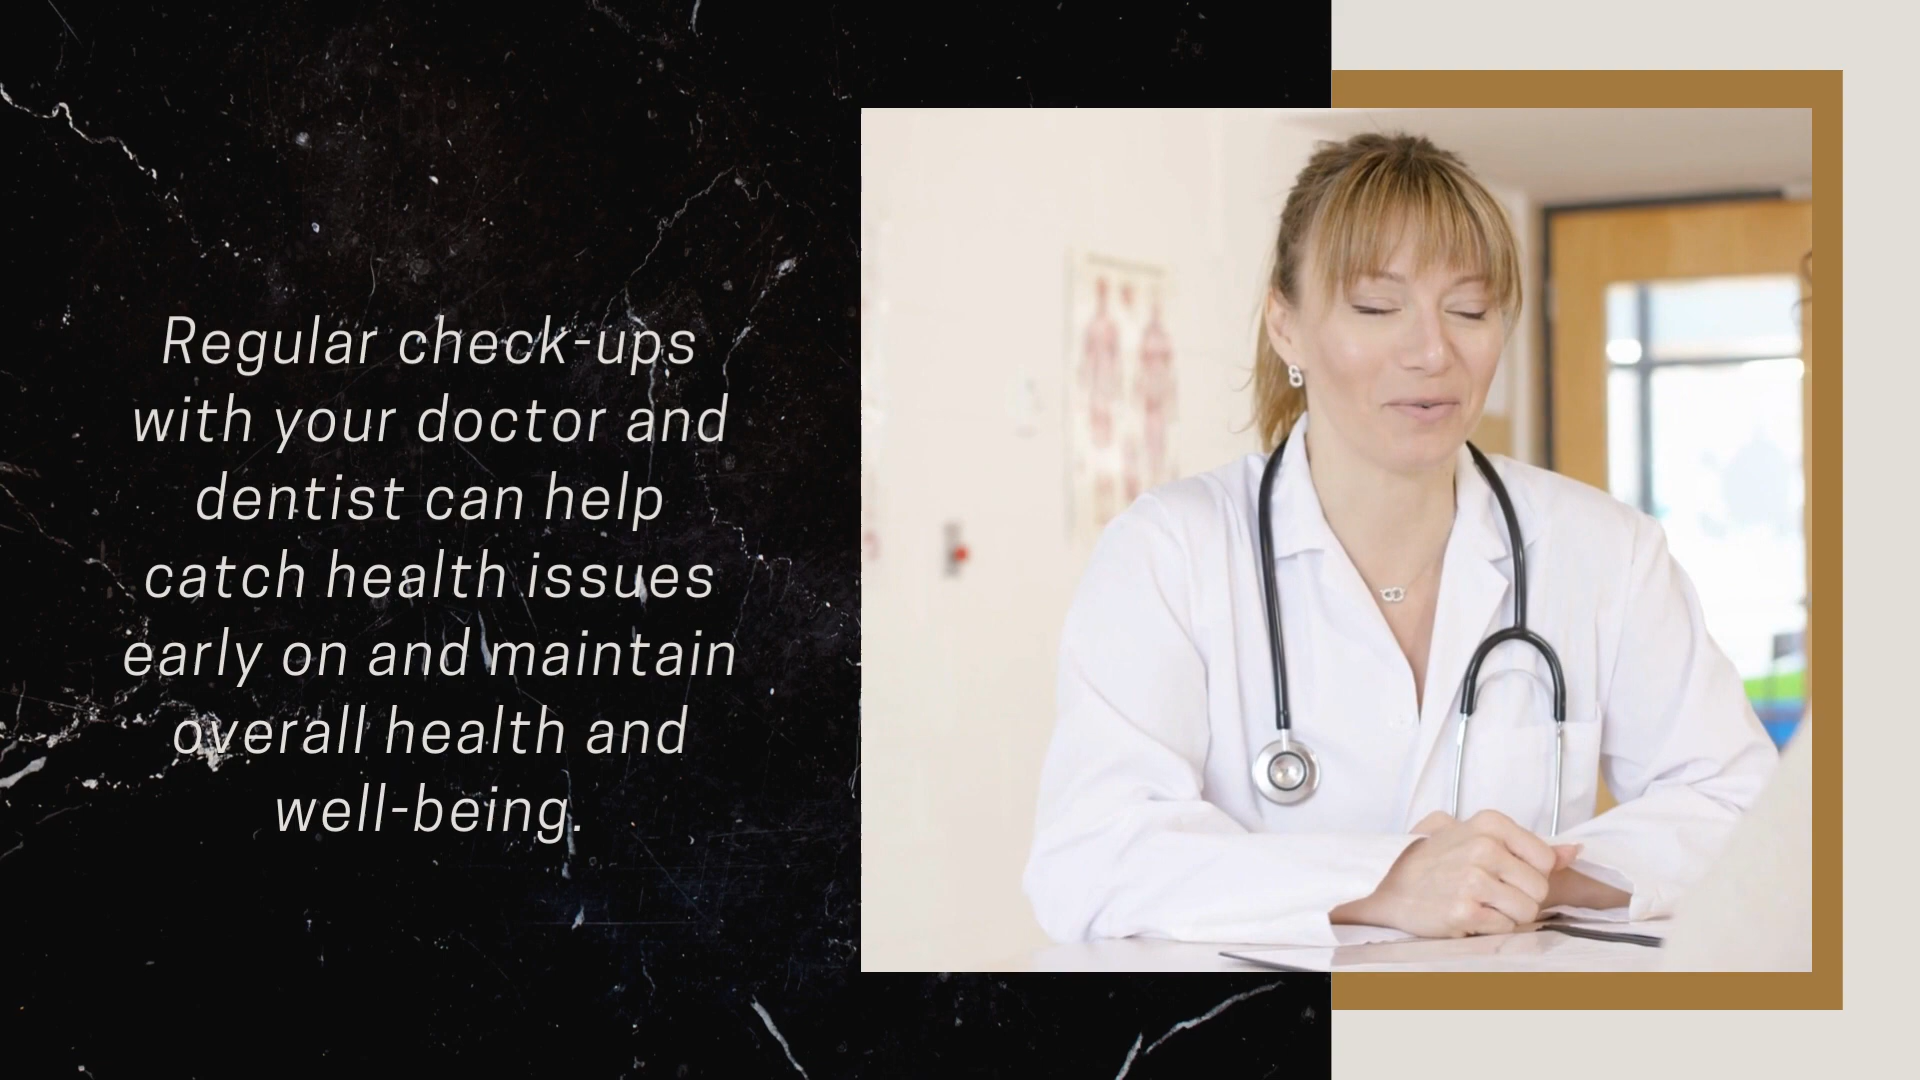 Regular check-ups
with your doctor and
dentist can help
catch health issues
early on and maintain
overall health and
well-being.